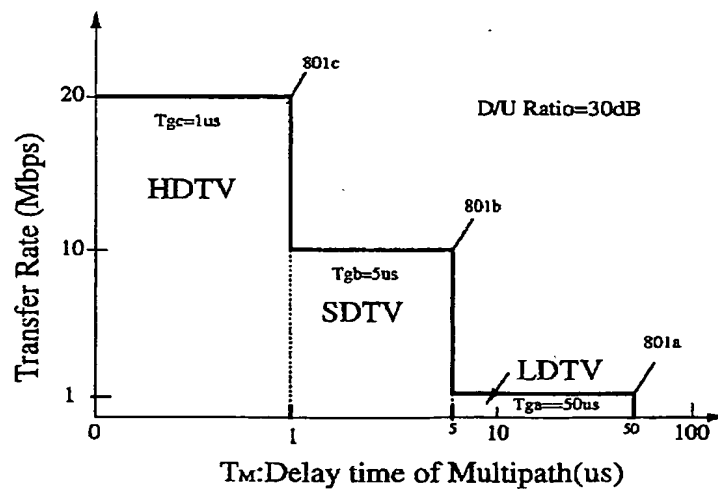 801c
20
Tgc=1us
D/U Ratio=30dB
HDTV
801b
10
Tgb=5us
SDTV
801a
LDTV
1
Tga==50us
0
1
5
10
50
100
Transfer Rate (Mbps)
TM:Delay time of Multipath(us)